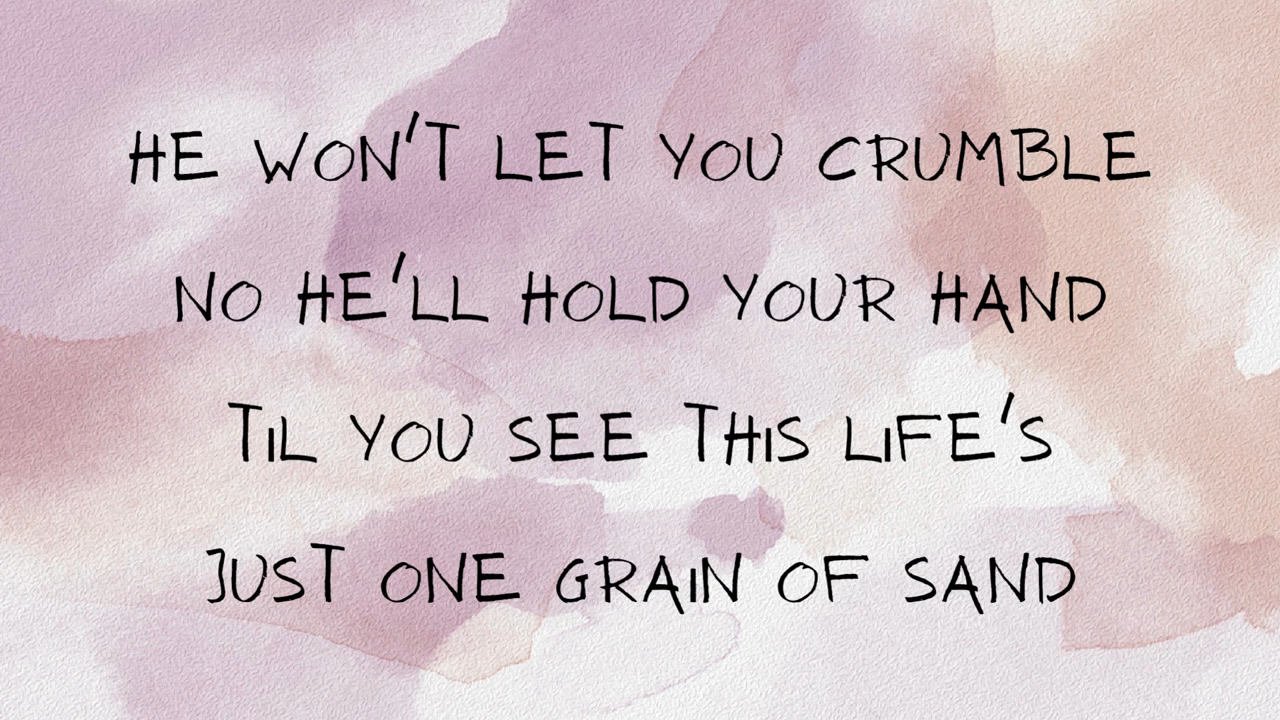 HE WON'T LET YOU CRUMBLE
NO HE'LL HOLD YOUR HAND
TIL YOU SEE THIS LIFE'S
JUST ONE GRAIN OF SAND